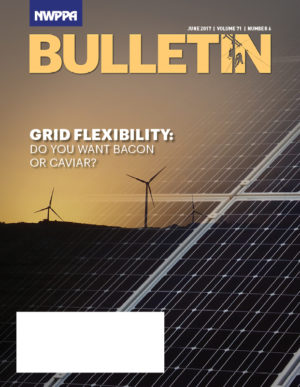 NWPPA
JUNE 2017 | VOLUME 71 | NUMBER 6
BULLETIN
GRID FLEXIBILITY:
DO YOU WANT BACON
OR CAVIAR?